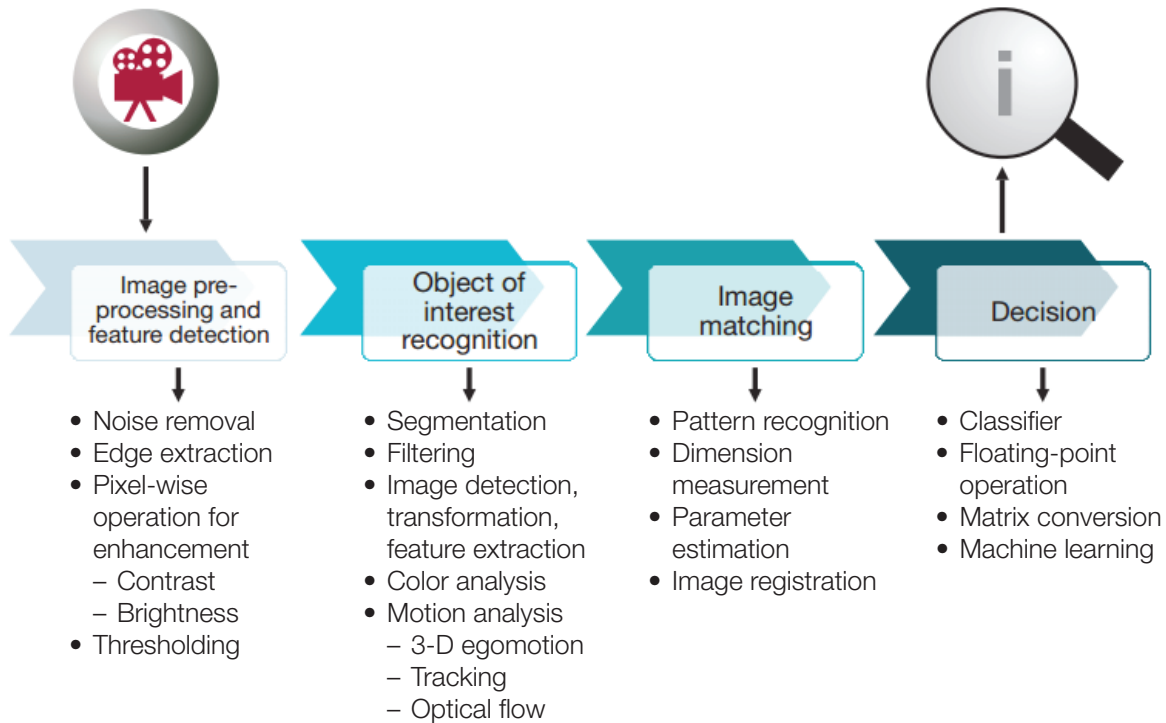 i
Image pre-
processing and
feature detection
Object of
interest
recognition
Image
matching
Decision
• Noise removal
• Edge extraction
• Pixel-wise
operation for
enhancement
– Contrast
– Brightness
• Thresholding
• Segmentation
• Filtering
• Image detection,
transformation,
feature extraction
• Color analysis
• Motion analysis
– 3-D egomotion
– Tracking
– Optical flow
• Pattern recognition
• Dimension
measurement
• Parameter
estimation
• Image registration
• Classifier
• Floating-point
operation
• Matrix conversion
• Machine learning